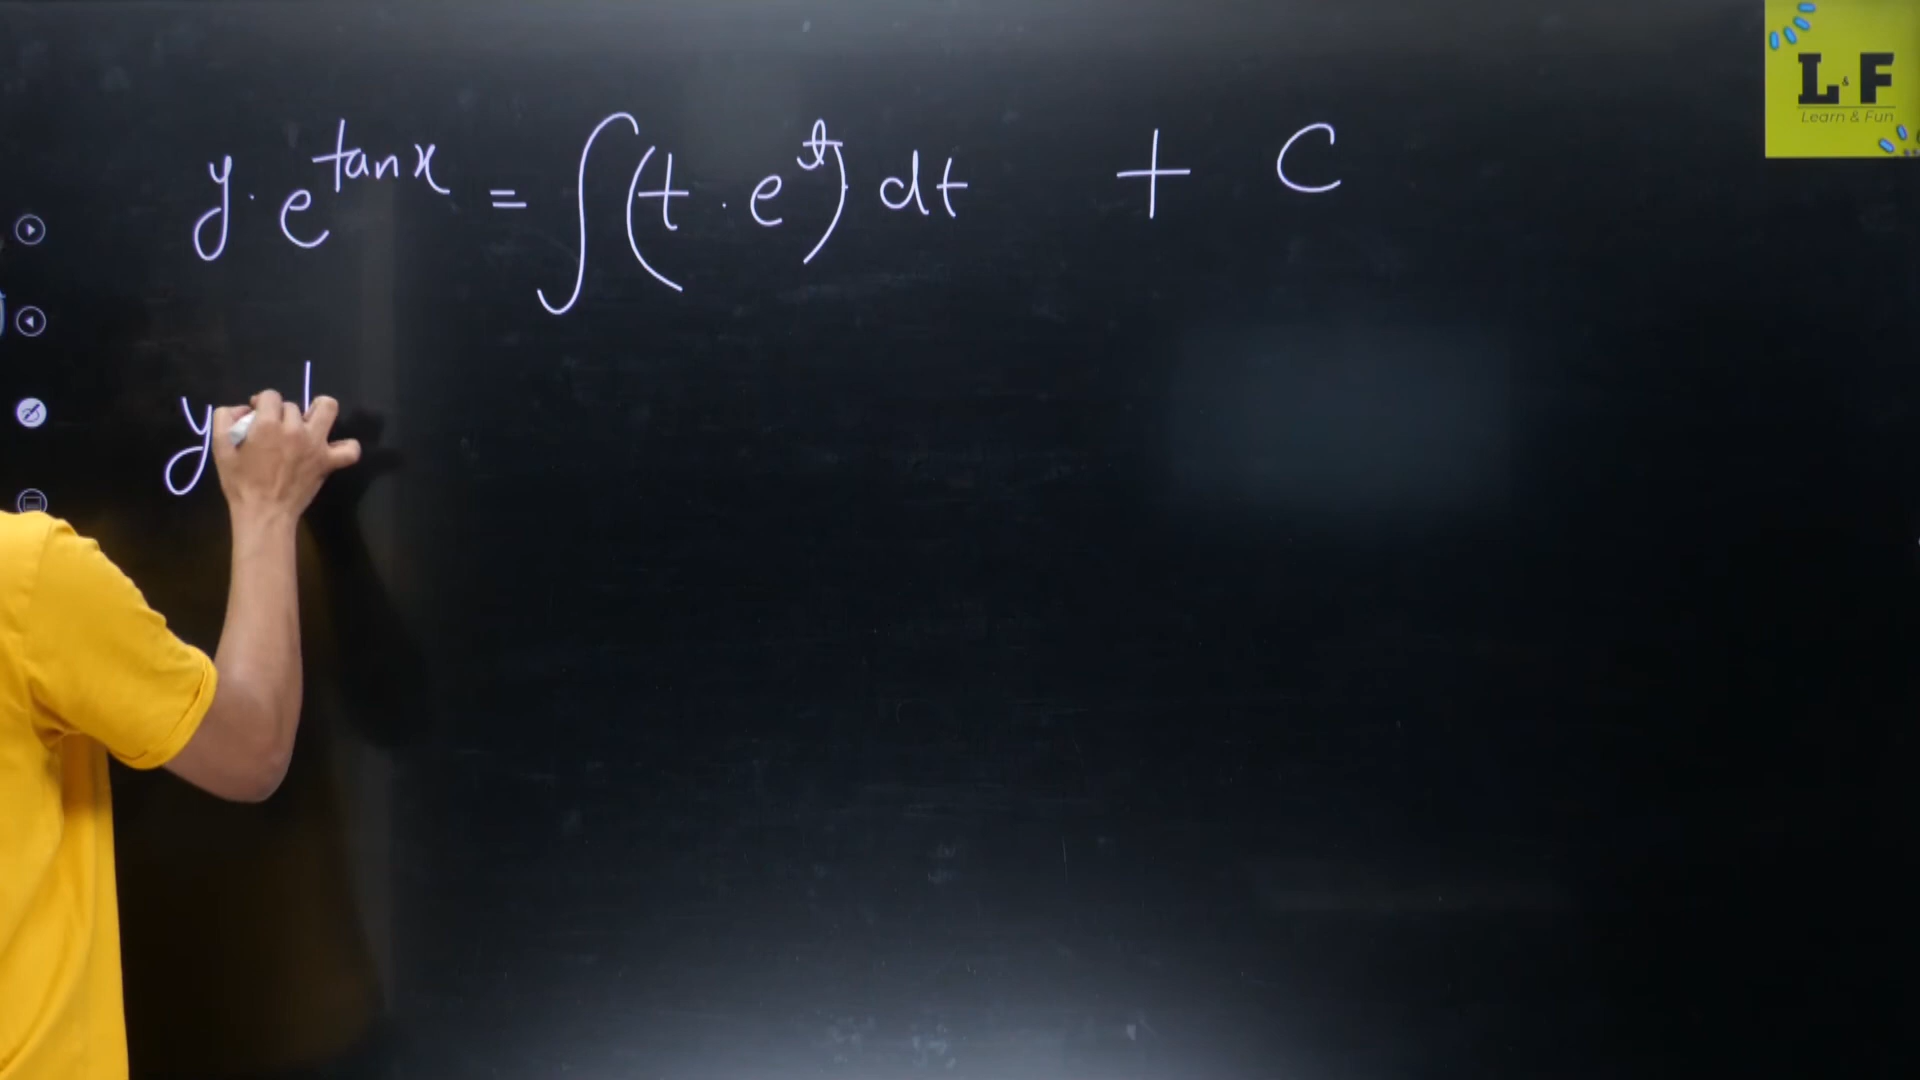 L&F
Learn & Fun
y · e^{tan x} = ∫(t · e^t) dt + C
y